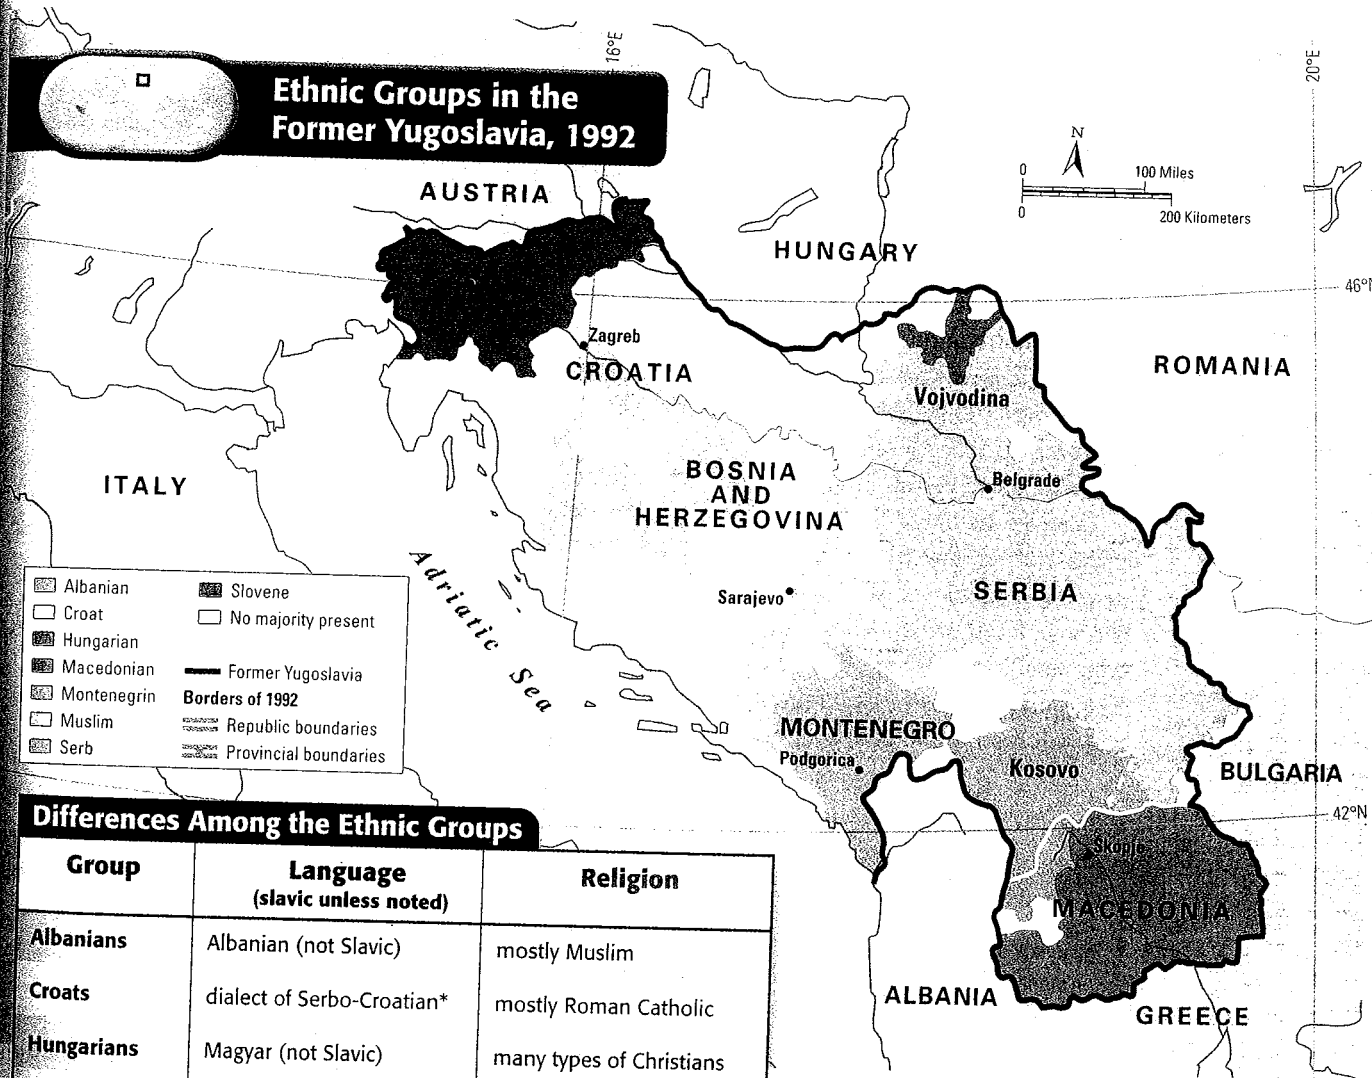 Ethnic Groups in the
Former Yugoslavia, 1992
16°E
20°E
N
0 100 Miles
0 200 Kilometers
AUSTRIA
HUNGARY
46°N
Zagreb
CROATIA
ROMANIA
Vojvodina
ITALY
BOSNIA
AND
HERZEGOVINA
Belgrade
Adriatic Sea
Sarajevo
SERBIA
Albanian
Croat
Hungarian
Macedonian
Montenegrin
Muslim
Serb
Slovene
No majority present
Former Yugoslavia
Borders of 1992
Republic boundaries
Provincial boundaries
MONTENEGRO
Podgorica
Kosovo
BULGARIA
42°N
Skopje
MACEDONIA
ALBANIA
GREECE
Differences Among the Ethnic Groups
Group Language Religion
(slavic unless noted)
Albanians Albanian (not Slavic) mostly Muslim
Croats dialect of Serbo-Croatian* mostly Roman Catholic
Hungarians Magyar (not Slavic) many types of Christians